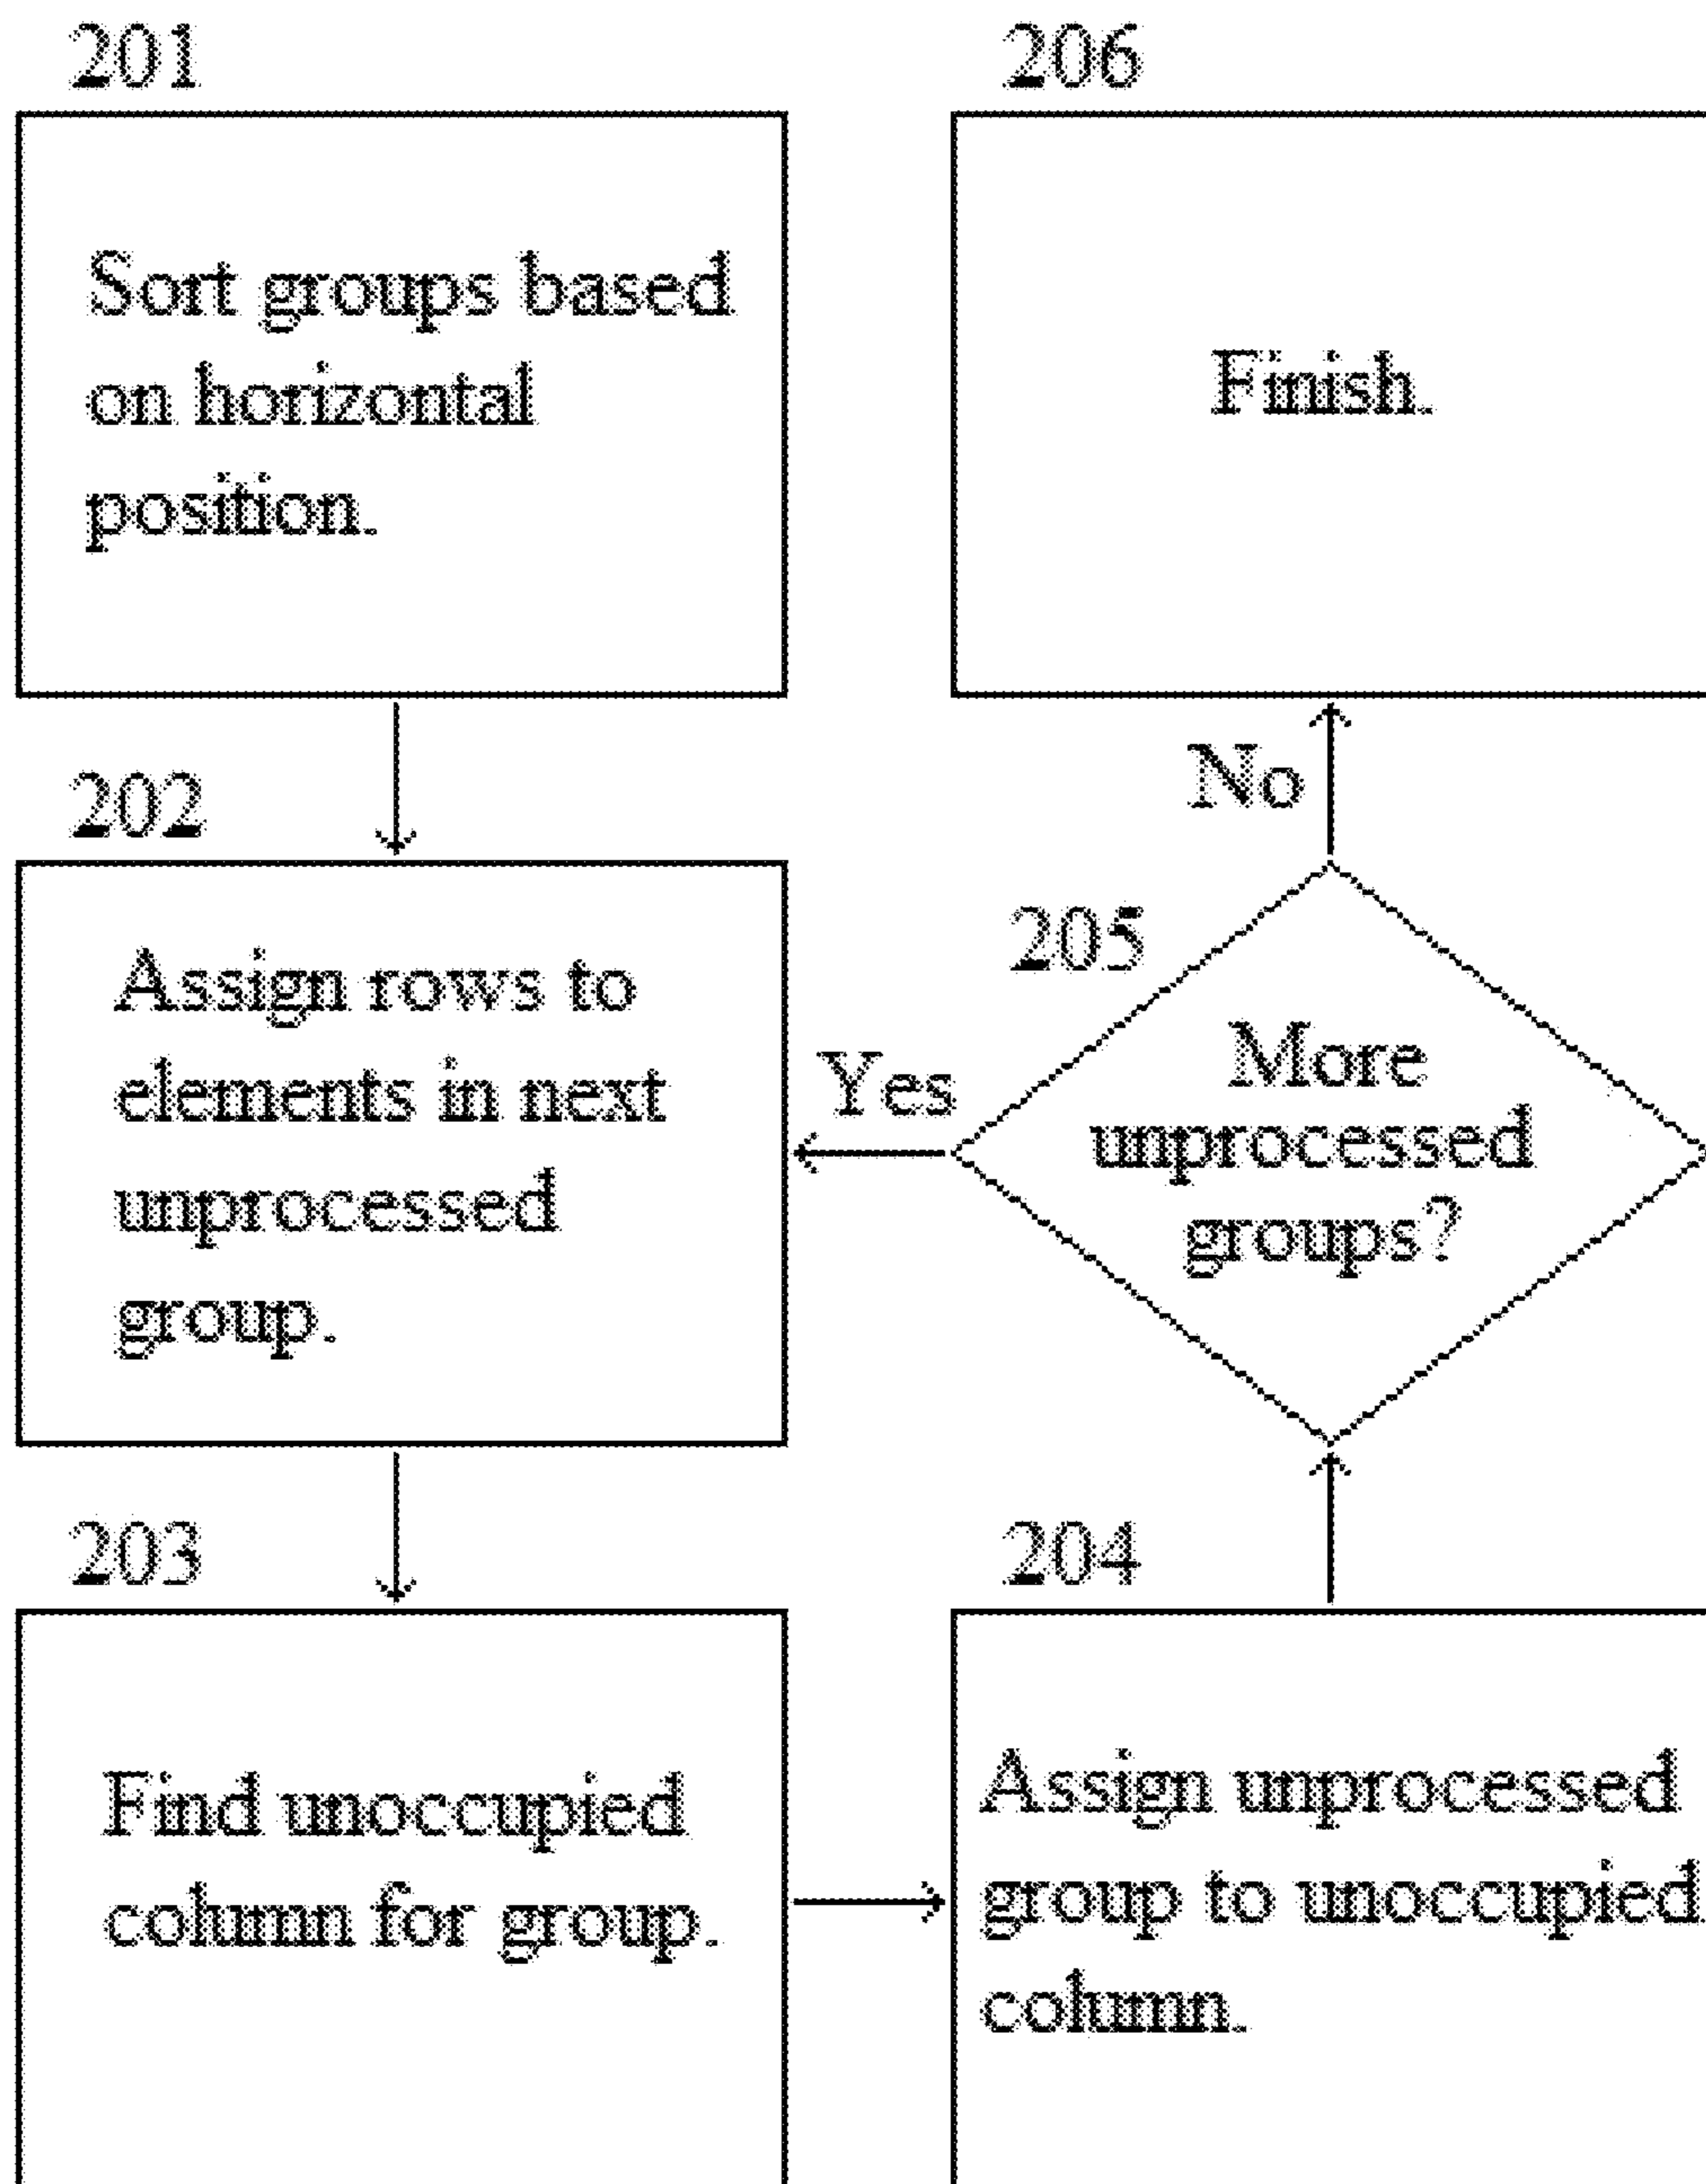 201
Sort groups based
on horizontal
position.
202
Assign rows to
elements in next
unprocessed
group.
203
Find unoccupied
column for group.
204
Assign unprocessed
group to unoccupied
column.
205
More
unprocessed
groups?
Yes
No
206
Finish.